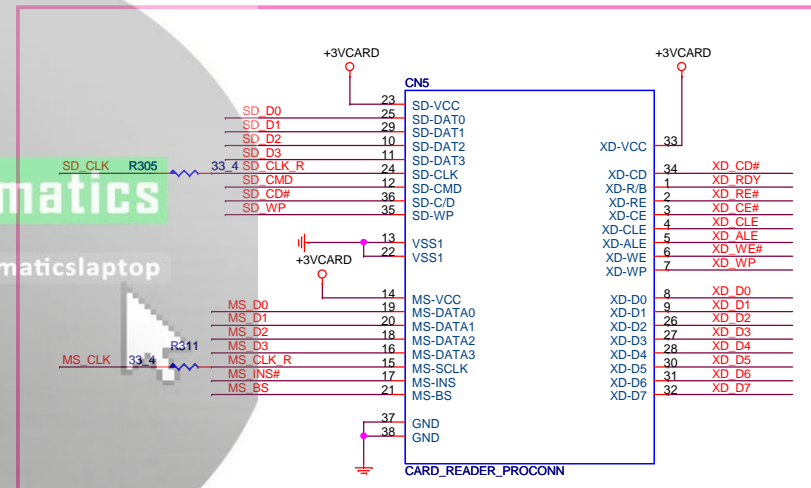 +3VCARD
+3VCARD
CN5
23 SD-VCC
SD_D0 25 SD-DAT0
SD_D1 29 SD-DAT1
SD_D2 10 SD-DAT2
SD_D3 11 SD-DAT3
SD_CLK R305 33_4 SD_CLK_R 24 SD-CLK
SD_CMD 12 SD-CMD
SD_CD# 36 SD-C/D
SD_WP 35 SD-WP
13 VSS1
22 VSS1
+3VCARD
14 MS-VCC
MS_D0 19 MS-DATA0
MS_D1 20 MS-DATA1
MS_D2 18 MS-DATA2
MS_D3 16 MS-DATA3
R311
MS_CLK 33_4 MS_CLK_R 15 MS-SCLK
MS_INS# 17 MS-INS
MS_BS 21 MS-BS
37 GND
38 GND
XD-VCC 33
XD-CD 34 XD_CD#
XD-R/B 1 XD_RDY
XD-RE 2 XD_RE#
XD-CE 3 XD_CE#
XD-CLE 4 XD_CLE
XD-ALE 5 XD_ALE
XD-WE 6 XD_WE#
XD-WP 7 XD_WP
XD-D0 8 XD_D0
XD-D1 9 XD_D1
XD-D2 26 XD_D2
XD-D3 27 XD_D3
XD-D4 28 XD_D4
XD-D5 30 XD_D5
XD-D6 31 XD_D6
XD-D7 32 XD_D7
CARD_READER_PROCONN
matics
maticslaptop